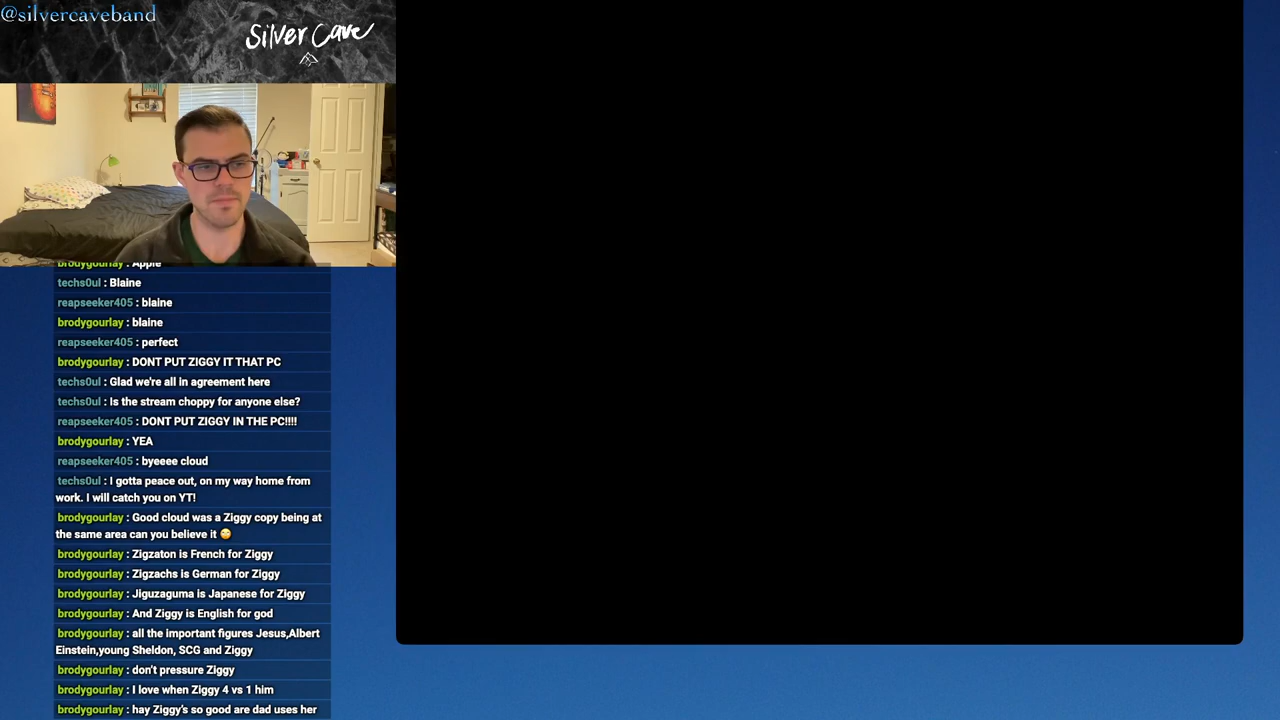 @silvercaveband
Silver Cave
brodygourlay : Apple
techs0ul : Blaine
reapseeker405 : blaine
brodygourlay : blaine
reapseeker405 : perfect
brodygourlay : DONT PUT ZIGGY IT THAT PC
techs0ul : Glad we're all in agreement here
techs0ul : Is the stream choppy for anyone else?
reapseeker405 : DONT PUT ZIGGY IN THE PC!!!!
brodygourlay : YEA
reapseeker405 : byeeee cloud
techs0ul : I gotta peace out, on my way home from
work. I will catch you on YT!
brodygourlay : Good cloud was a Ziggy copy being at
the same area can you believe it 🙄
brodygourlay : Zigzaton is French for Ziggy
brodygourlay : Zigzachs is German for Ziggy
brodygourlay : Jiguzaguma is Japanese for Ziggy
brodygourlay : And Ziggy is English for god
brodygourlay : all the important figures Jesus,Albert
Einstein,young Sheldon, SCG and Ziggy
brodygourlay : don't pressure Ziggy
brodygourlay : I love when Ziggy 4 vs 1 him
brodygourlay : hay Ziggy's so good are dad uses her